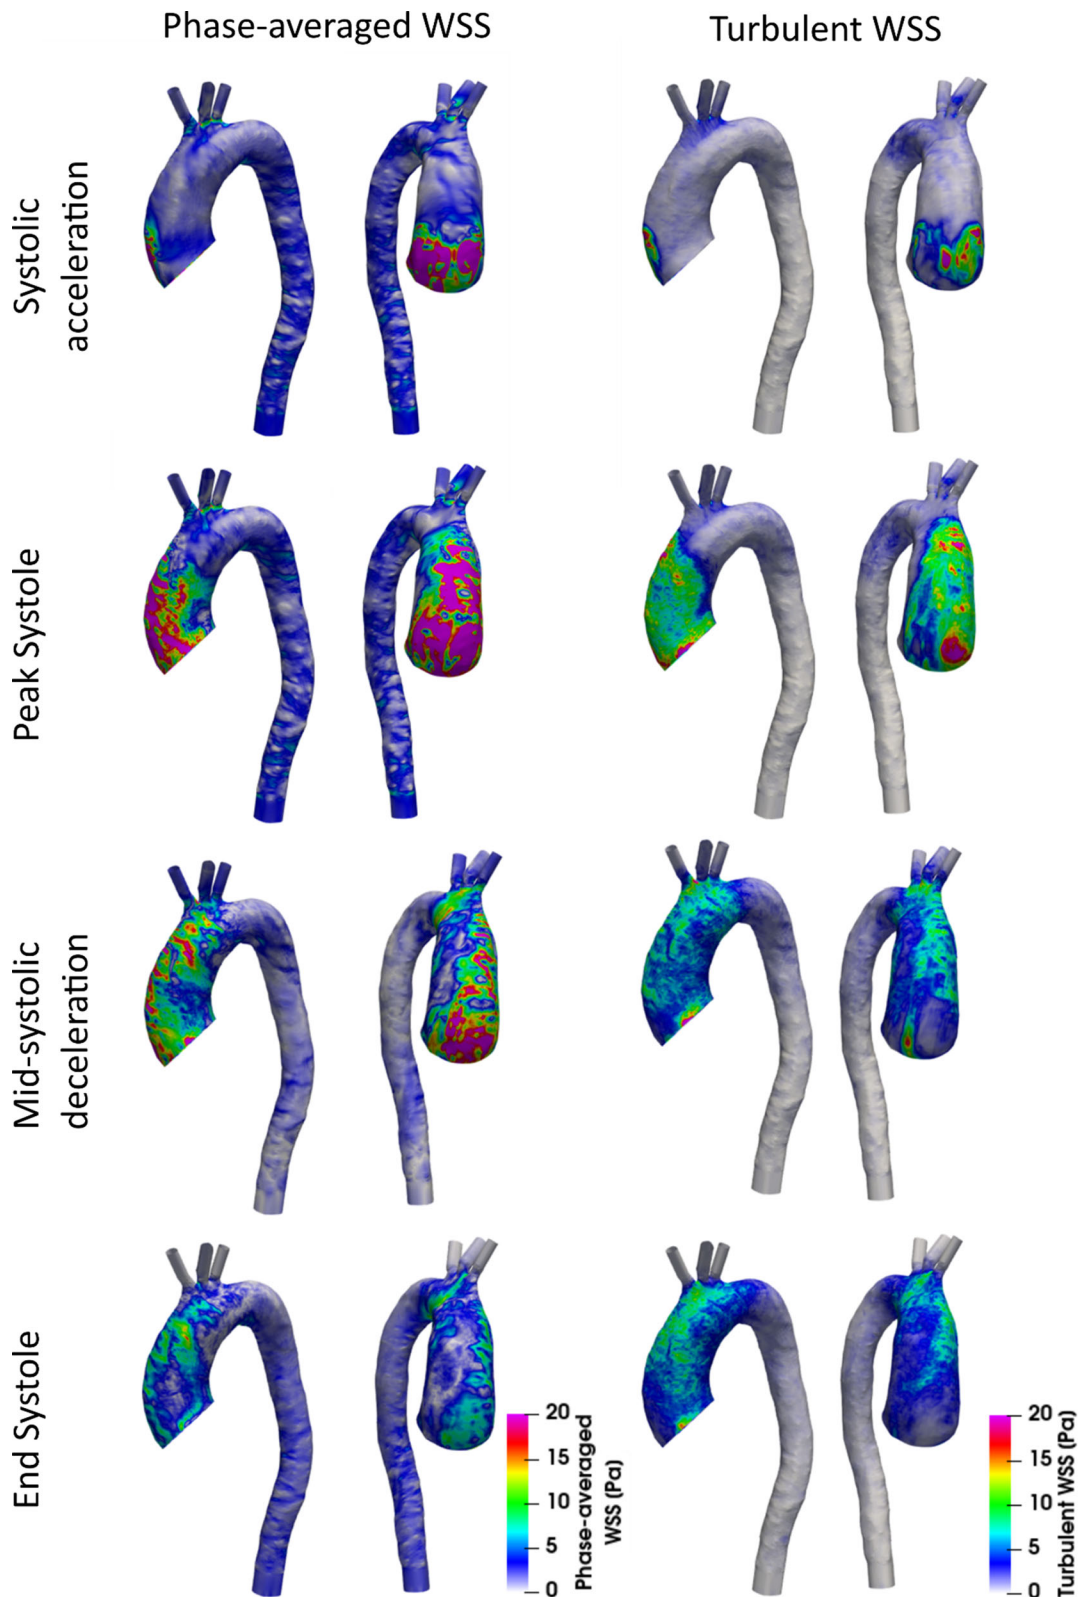 Phase-averaged WSS
Turbulent WSS
Systolic
acceleration
Peak Systole
Mid-systolic
deceleration
End Systole
20
15
10
5
0
Phase-averaged
WSS (Pa)
20
15
10
5
0
Turbulent WSS (Pa)